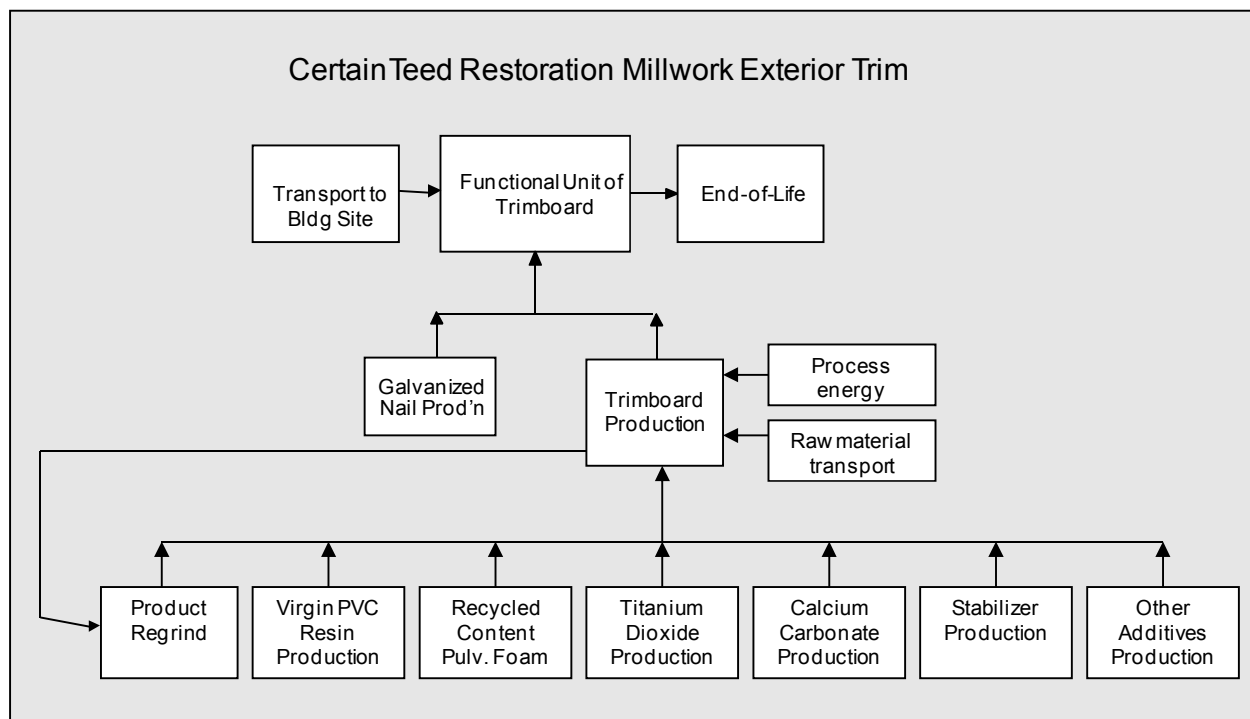 CertainTeed Restoration Millwork Exterior Trim
Transport to
Bldg Site
Functional Unit of
Trimboard
End-of-Life
Galvanized
Nail Prod'n
Trimboard
Production
Process
energy
Raw material
transport
Product
Regrind
Virgin PVC
Resin
Production
Recycled
Content
Pulv. Foam
Titanium
Dioxide
Production
Calcium
Carbonate
Production
Stabilizer
Production
Other
Additives
Production